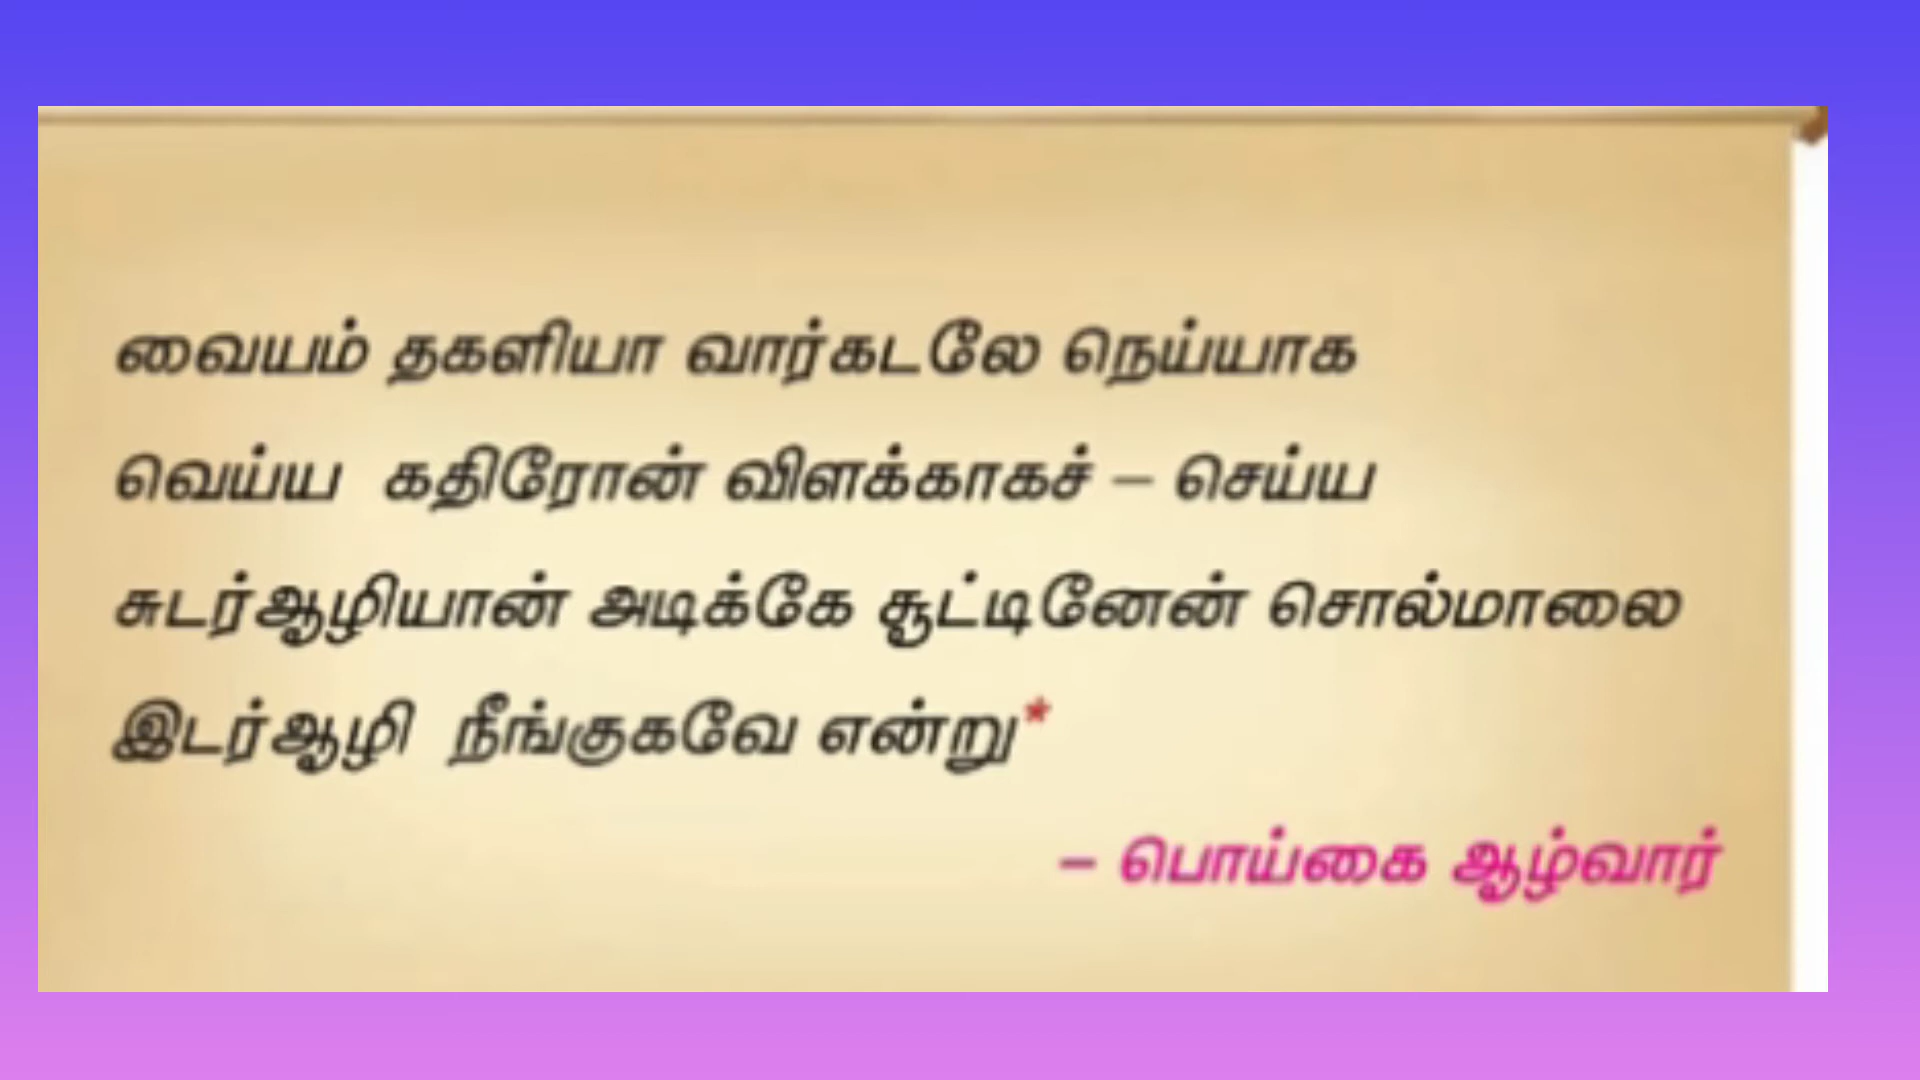 வையம் தகளியா வார்கடலே நெய்யாக
வெய்ய கதிரோன் விளக்காகச் – செய்ய
சுடர்ஆழியான் அடிக்கே சூட்டினேன் சொல்மாலை
இடர்ஆழி நீங்குகவே என்று*
– பொய்கை ஆழ்வார்